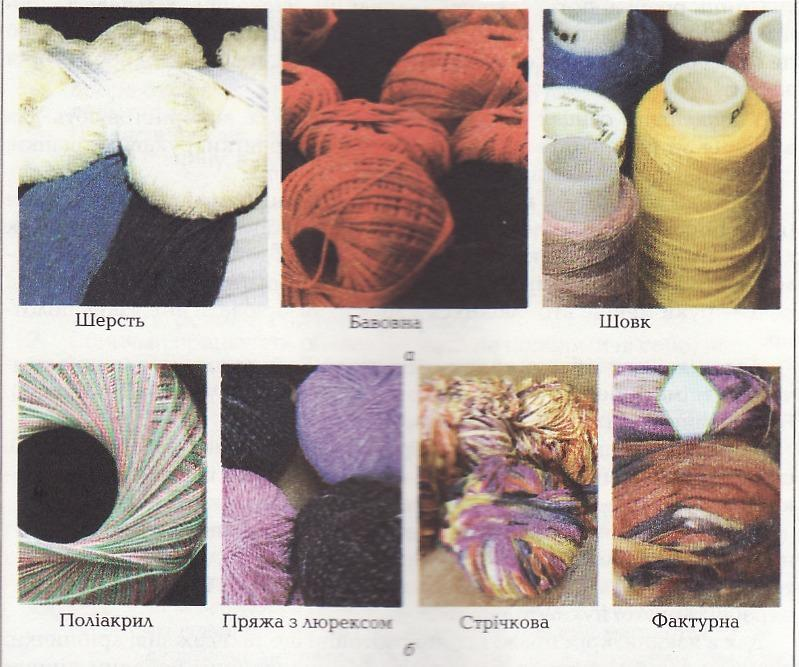 Шерсть
Бавовна
Шовк
а
Поліакрил
Пряжа з люрексом
Стрічкова
Фактурна
б